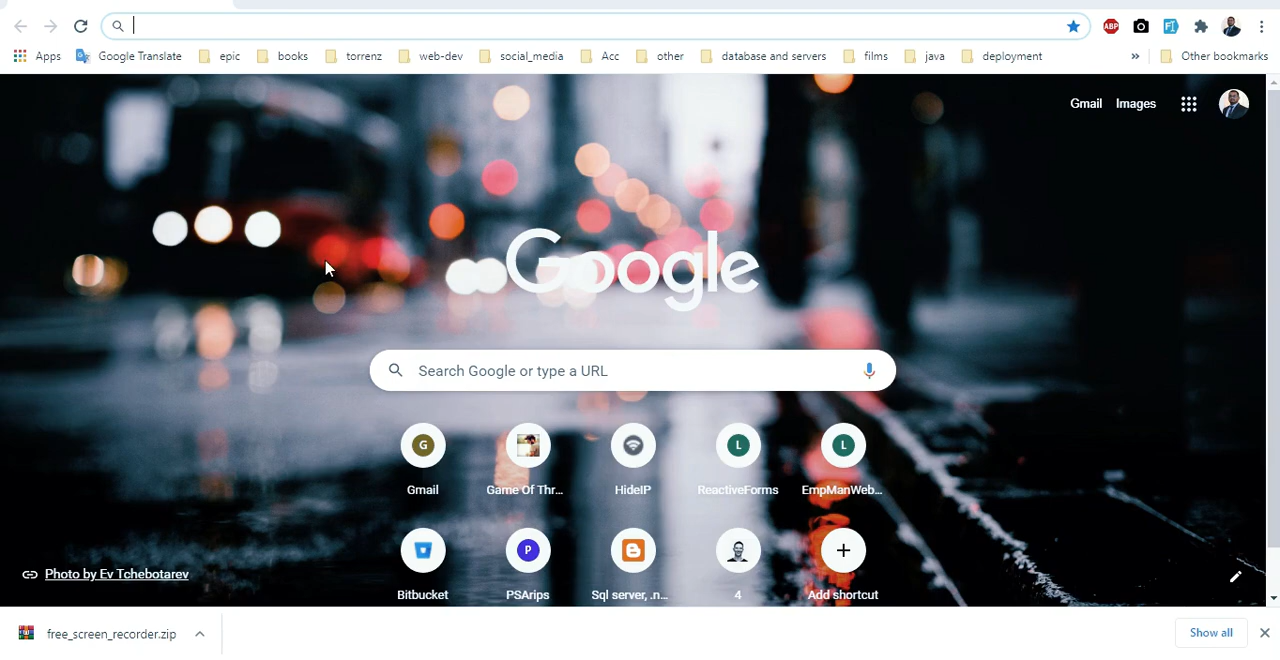 ABP
Apps Google Translate epic books torrenz web-dev social_media Acc other database and servers films java deployment » Other bookmarks
Gmail Images
Google
Search Google or type a URL
G L L
Gmail Game Of Thr... HideIP ReactiveForms EmpManWeb...
P
Bitbucket PSArips Sql server, .n... 4 Add shortcut
Photo by Ev Tchebotarev
free_screen_recorder.zip Show all